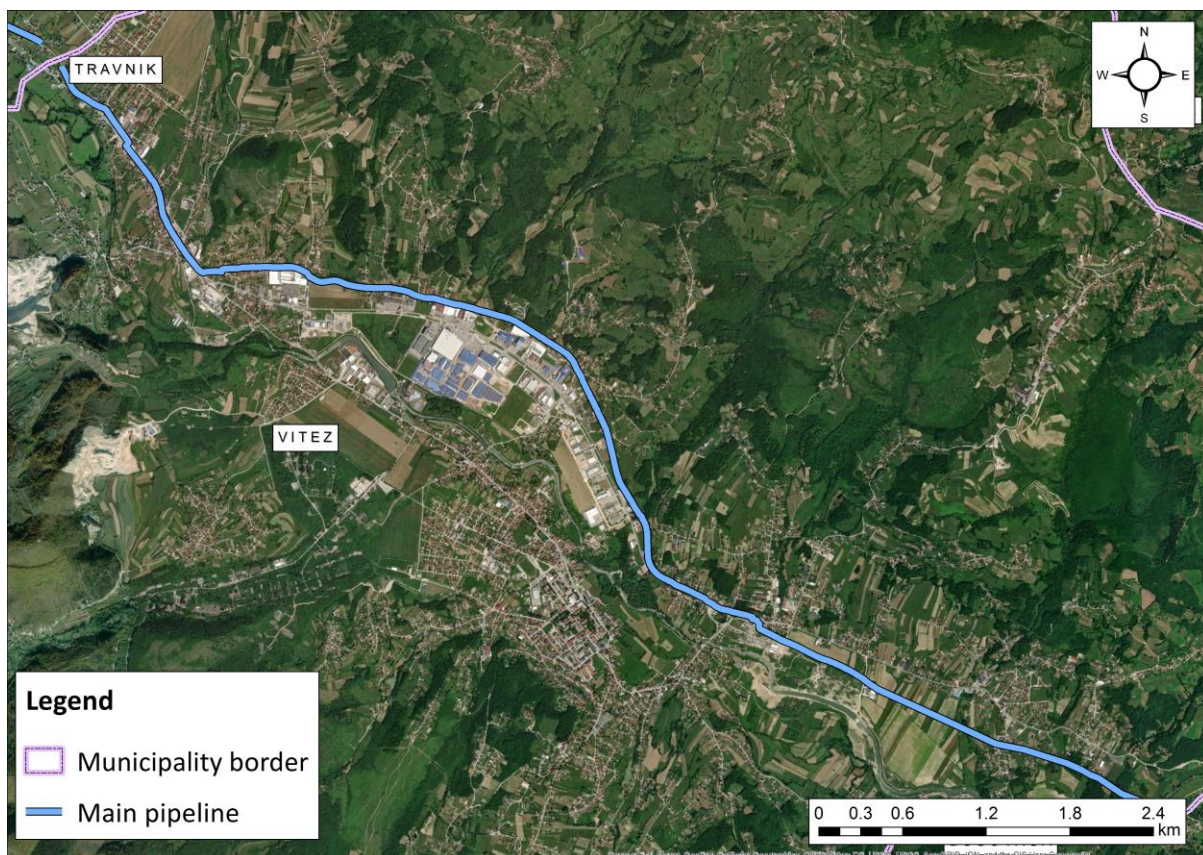 TRAVNIK
N
W E
S
VITEZ
Legend
Municipality border
Main pipeline
0 0.3 0.6 1.2 1.8 2.4
km